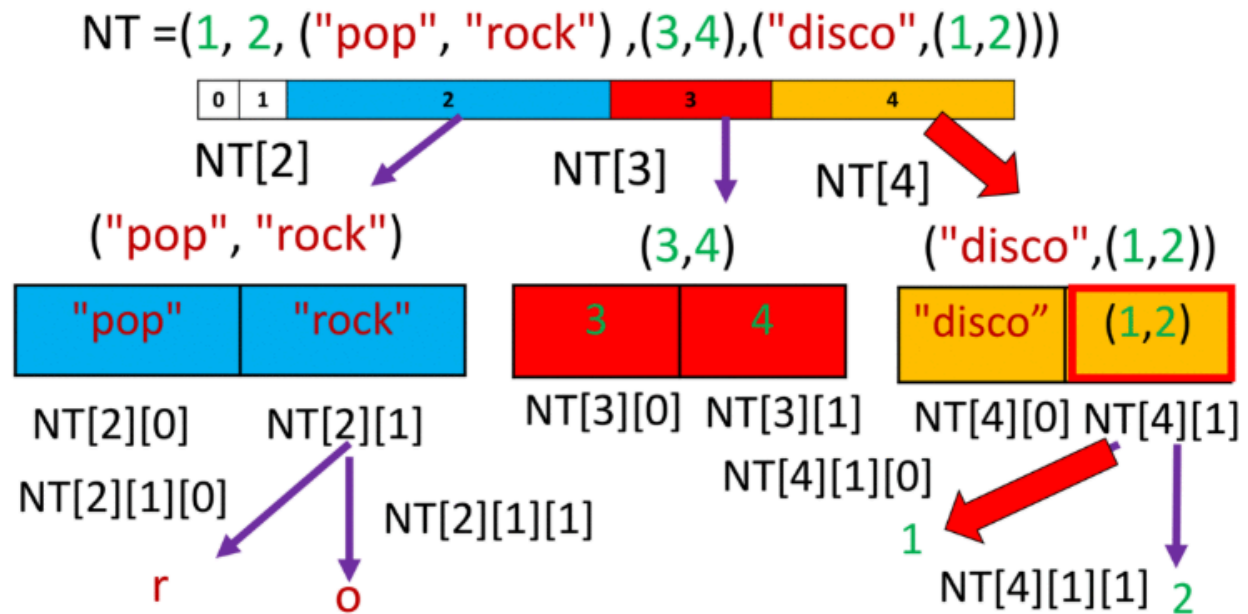 NT =(1, 2, ("pop", "rock") ,(3,4),("disco",(1,2)))
0 1 2 3 4
NT[2] NT[3] NT[4]
("pop", "rock") (3,4) ("disco",(1,2))
"pop" "rock" 3 4 "disco” (1,2)
NT[2][0] NT[2][1] NT[3][0] NT[3][1] NT[4][0] NT[4][1]
NT[2][1][0] NT[2][1][1] NT[4][1][0]
r o 1 NT[4][1][1] 2